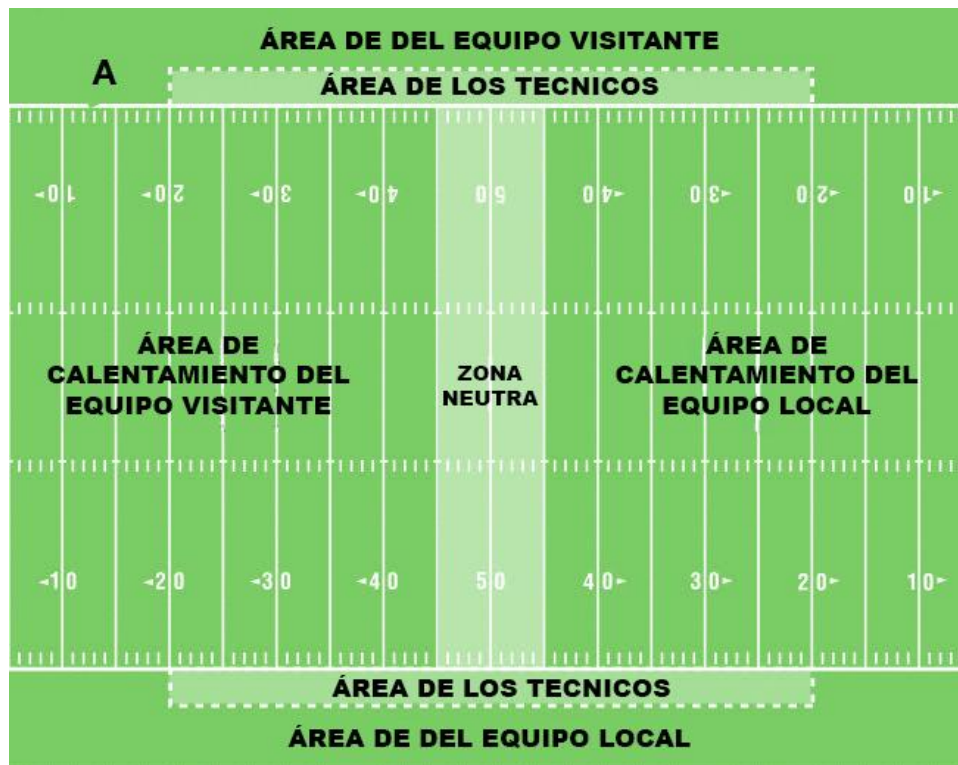 ÁREA DE DEL EQUIPO VISITANTE
A
ÁREA DE LOS TECNICOS
10 20 30 40 50 40 30 20 10
ÁREA DE
CALENTAMIENTO DEL
EQUIPO VISITANTE
ZONA
NEUTRA
ÁREA DE
CALENTAMIENTO DEL
EQUIPO LOCAL
10 20 30 40 50 40 30 20 10
ÁREA DE LOS TECNICOS
ÁREA DE DEL EQUIPO LOCAL